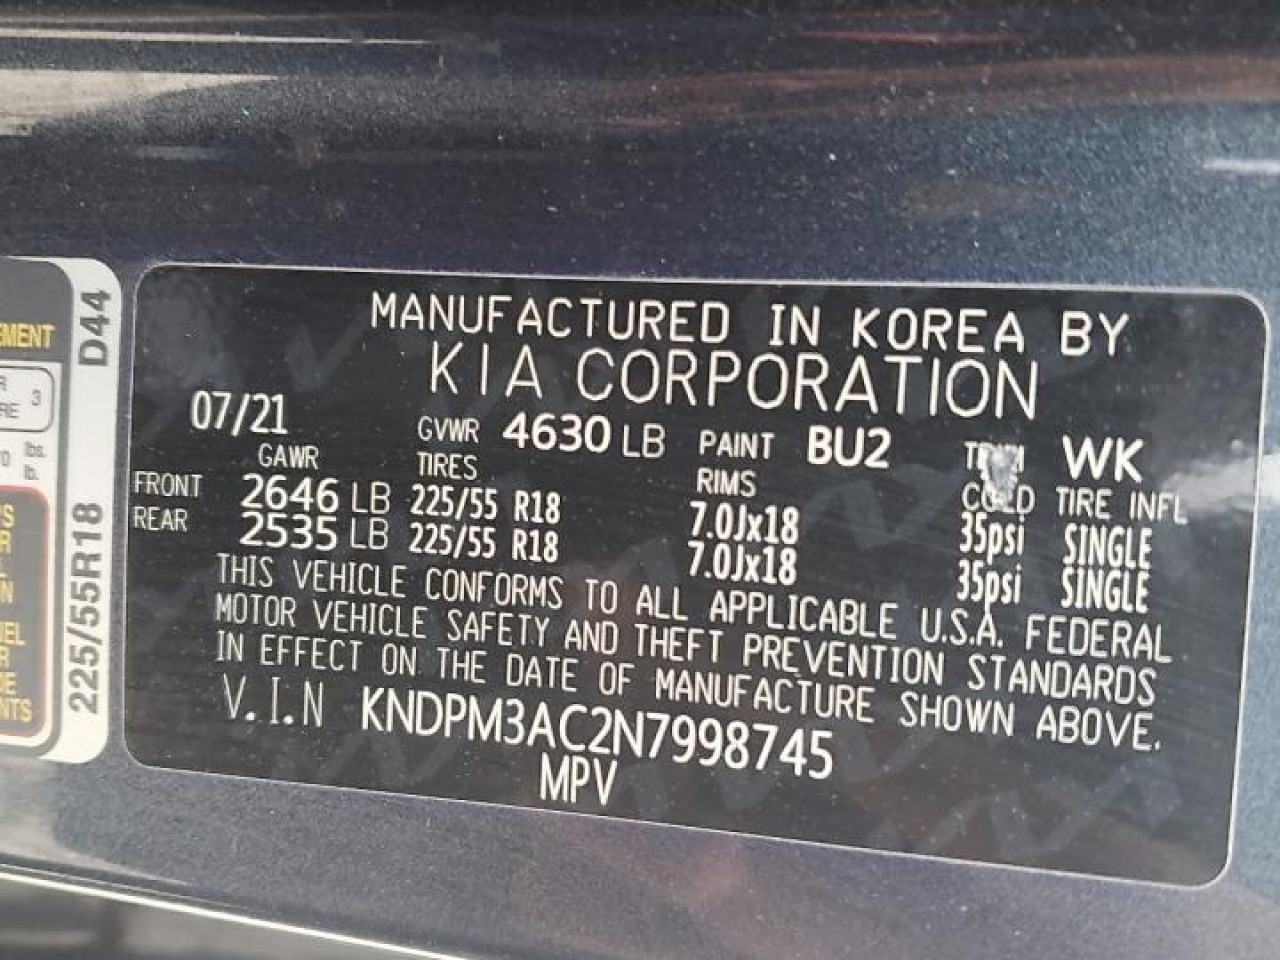 MANUFACTURED IN KOREA BY
KIA CORPORATION
07/21 GVWR 4630 LB PAINT BU2 WK
GAWR TIRES RIMS COLD TIRE INFL
FRONT 2646 LB 225/55 R18 7.0Jx18 35psi SINGLE
REAR 2535 LB 225/55 R18 7.0Jx18 35psi SINGLE
THIS VEHICLE CONFORMS TO ALL APPLICABLE U.S.A. FEDERAL
MOTOR VEHICLE SAFETY AND THEFT PREVENTION STANDARDS
IN EFFECT ON THE DATE OF MANUFACTURE SHOWN ABOVE.
V.I.N KNDPM3AC2N7998745
MPV
225/55R18 D44
3
lbs.
lb.